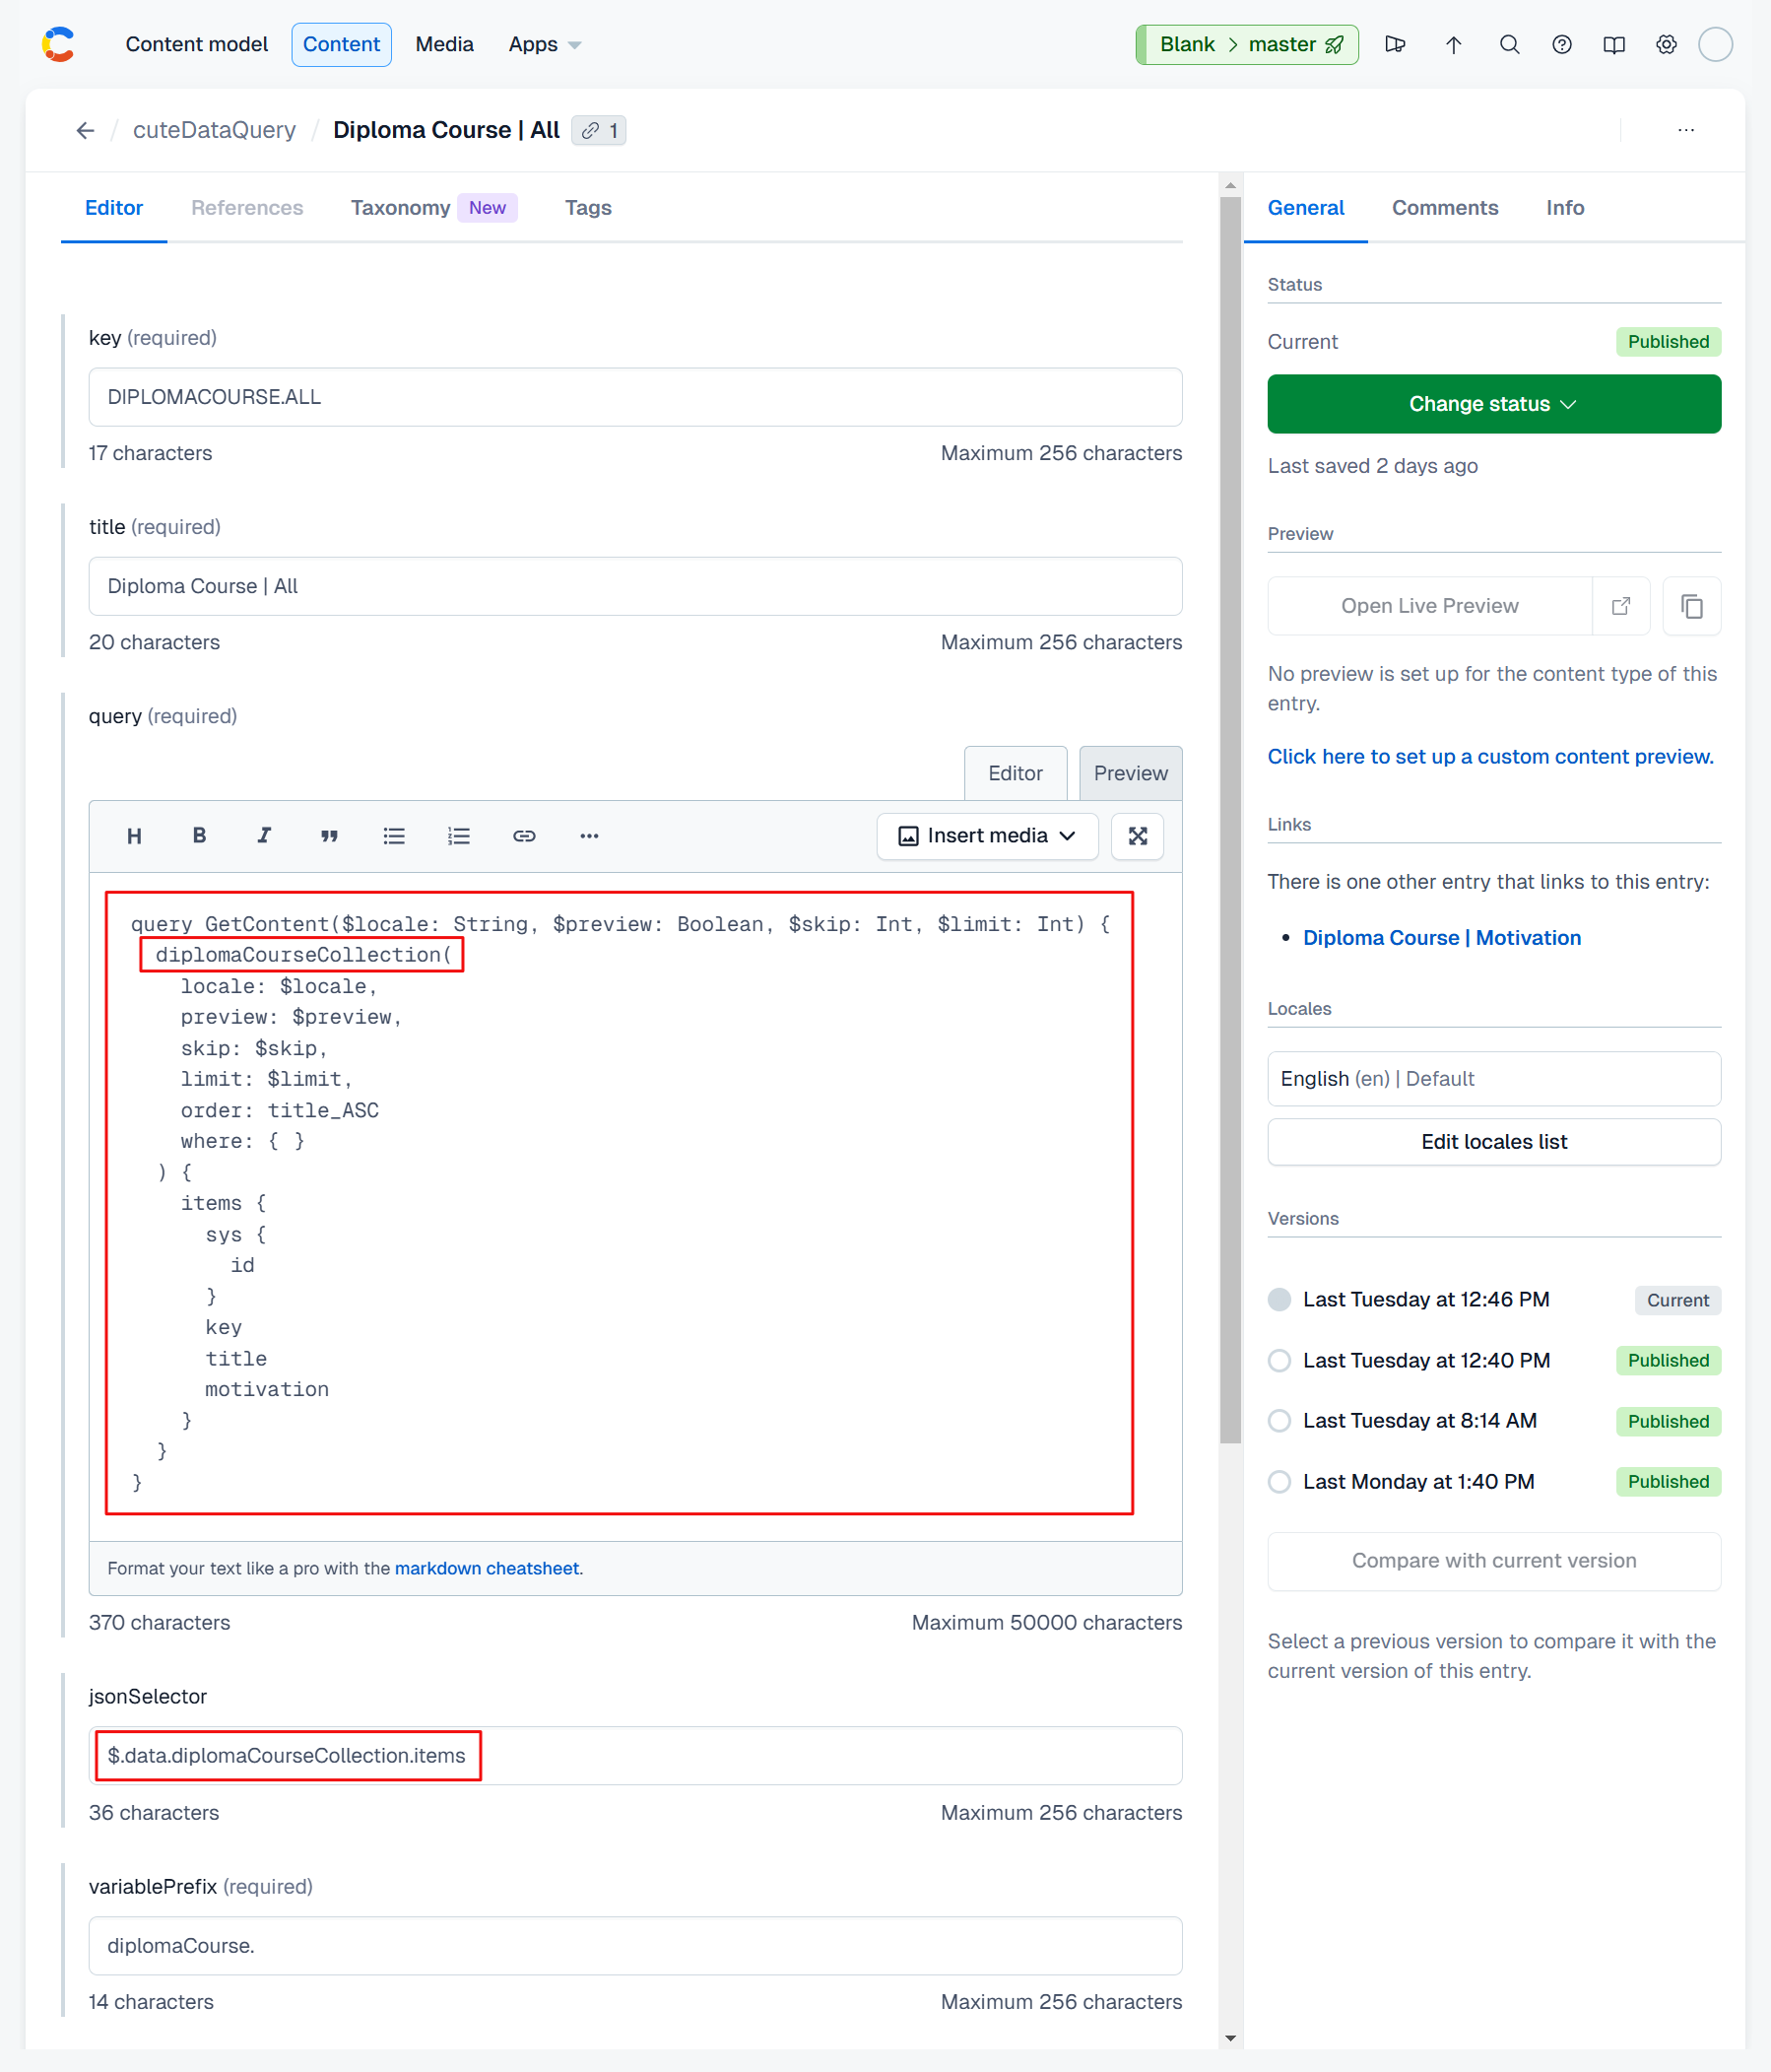 Content model
Content
Media
Apps
Blank > master
cuteDataQuery
/
Diploma Course | All
1
Editor
References
Taxonomy New
Tags
key (required)
DIPLOMACOURSE.ALL
17 characters
Maximum 256 characters
title (required)
Diploma Course | All
20 characters
Maximum 256 characters
query (required)
Editor
Preview
H
B
I
Insert media
query GetContent($locale: String, $preview: Boolean, $skip: Int, $limit: Int) {
diplomaCourseCollection(
locale: $locale,
preview: $preview,
skip: $skip,
limit: $limit,
order: title_ASC
where: { }
) {
items {
sys {
id
}
key
title
motivation
}
}
}
Format your text like a pro with the markdown cheatsheet.
370 characters
Maximum 50000 characters
jsonSelector
$.data.diplomaCourseCollection.items
36 characters
Maximum 256 characters
variablePrefix (required)
diplomaCourse.
14 characters
Maximum 256 characters
General
Comments
Info
Status
Current
Published
Change status
Last saved 2 days ago
Preview
Open Live Preview
No preview is set up for the content type of this
entry.
Click here to set up a custom content preview.
Links
There is one other entry that links to this entry:
• Diploma Course | Motivation
Locales
English (en) | Default
Edit locales list
Versions
Last Tuesday at 12:46 PM
Current
Last Tuesday at 12:40 PM
Published
Last Tuesday at 8:14 AM
Published
Last Monday at 1:40 PM
Published
Compare with current version
Select a previous version to compare it with the
current version of this entry.